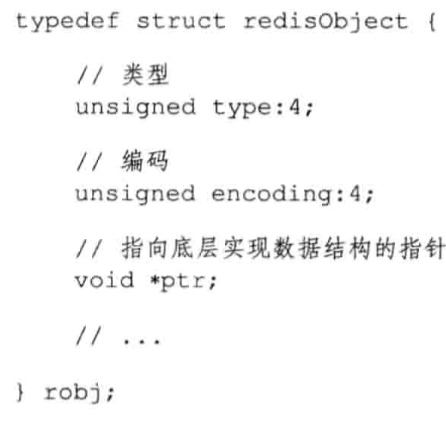 typedef struct redisObject {
// 类型
unsigned type:4;
// 编码
unsigned encoding:4;
// 指向底层实现数据结构的指针
void *ptr;
// ...
} robj;